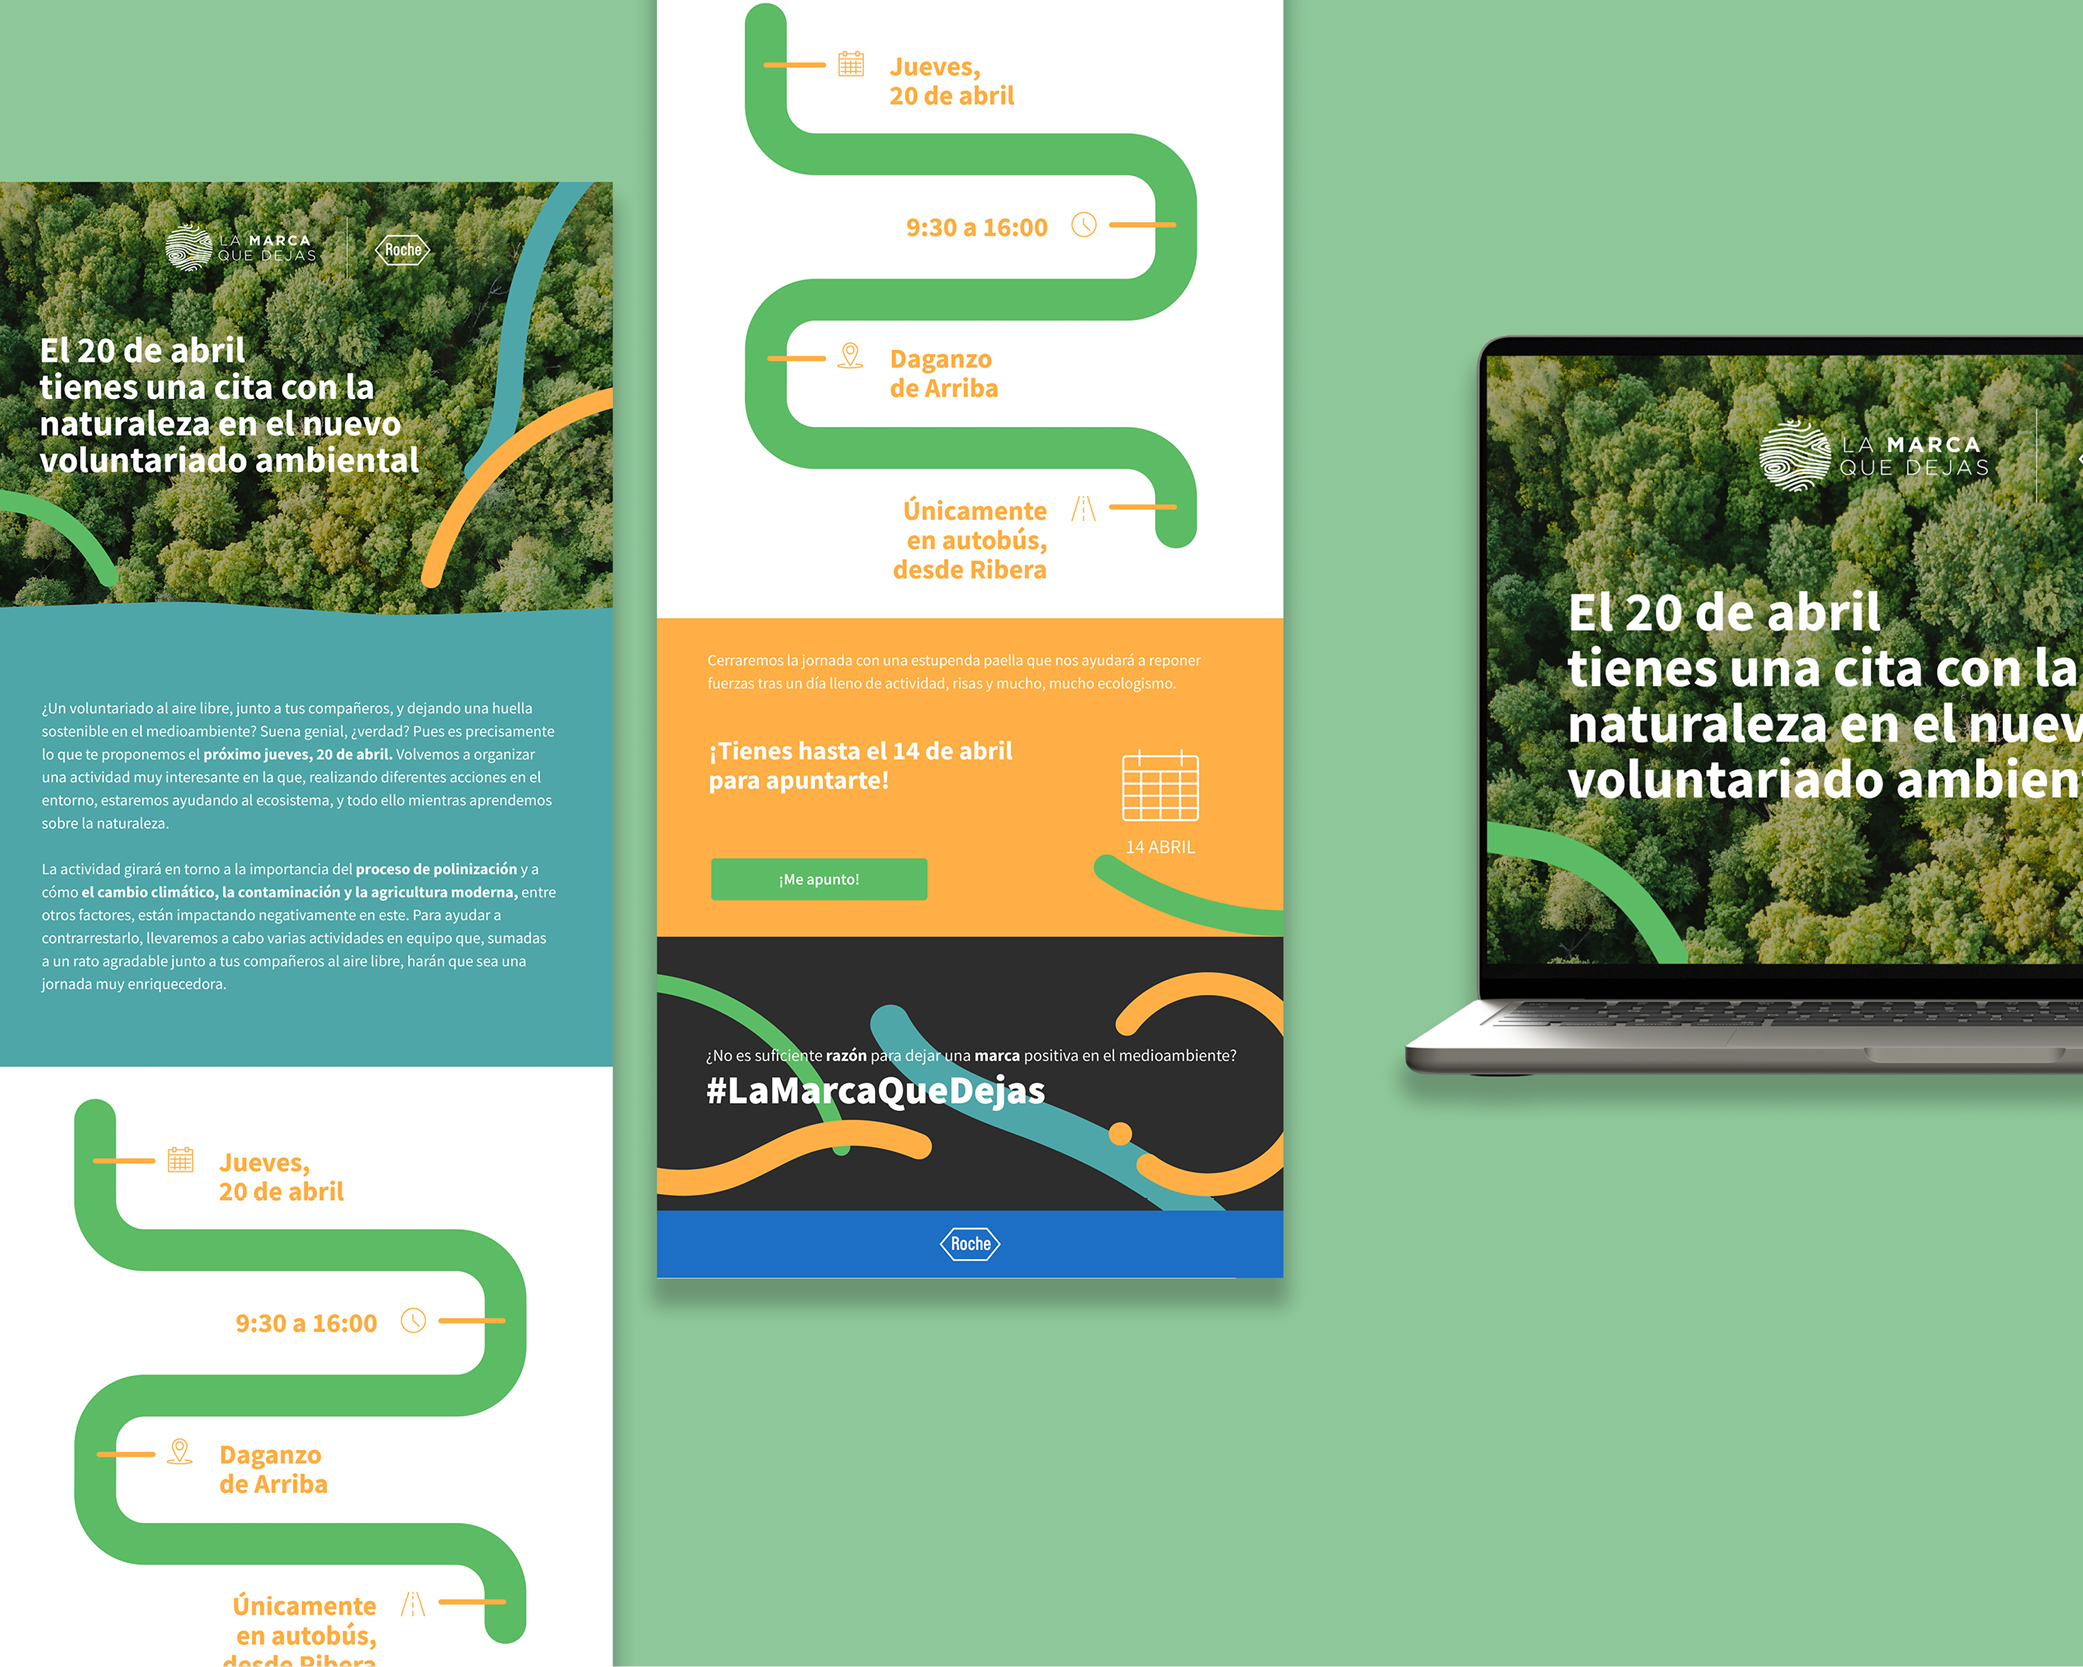 LA MARCA
QUE DEJAS
Roche
El 20 de abril
tienes una cita con la
naturaleza en el nuevo
voluntariado ambiental
¿Un voluntariado al aire libre, junto a tus compañeros, y dejando una huella
sostenible en el medioambiente? Suena genial, ¿verdad? Pues es precisamente
lo que te proponemos el próximo jueves, 20 de abril. Volvemos a organizar
una actividad muy interesante en la que, realizando diferentes acciones en el
entorno, estaremos ayudando al ecosistema, y todo ello mientras aprendemos
sobre la naturaleza.
La actividad girará en torno a la importancia del proceso de polinización y a
cómo el cambio climático, la contaminación y la agricultura moderna, entre
otros factores, están impactando negativamente en este. Para ayudar a
contrarrestarlo, llevaremos a cabo varias actividades en equipo que, sumadas
a un rato agradable junto a tus compañeros al aire libre, harán que sea una
jornada muy enriquecedora.
Jueves,
20 de abril
9:30 a 16:00
Daganzo
de Arriba
Únicamente
en autobús,
desde Ribera
Jueves,
20 de abril
9:30 a 16:00
Daganzo
de Arriba
Únicamente
en autobús,
desde Ribera
Cerraremos la jornada con una estupenda paella que nos ayudará a reponer
fuerzas tras un día lleno de actividad, risas y mucho, mucho ecologismo.
¡Tienes hasta el 14 de abril
para apuntarte!
14 ABRIL
¡Me apunto!
¿No es suficiente razón para dejar una marca positiva en el medioambiente?
#LaMarcaQueDejas
Roche
LA MARCA
QUE DEJAS
El 20 de abril
tienes una cita con la
naturaleza en el nuev
voluntariado ambien